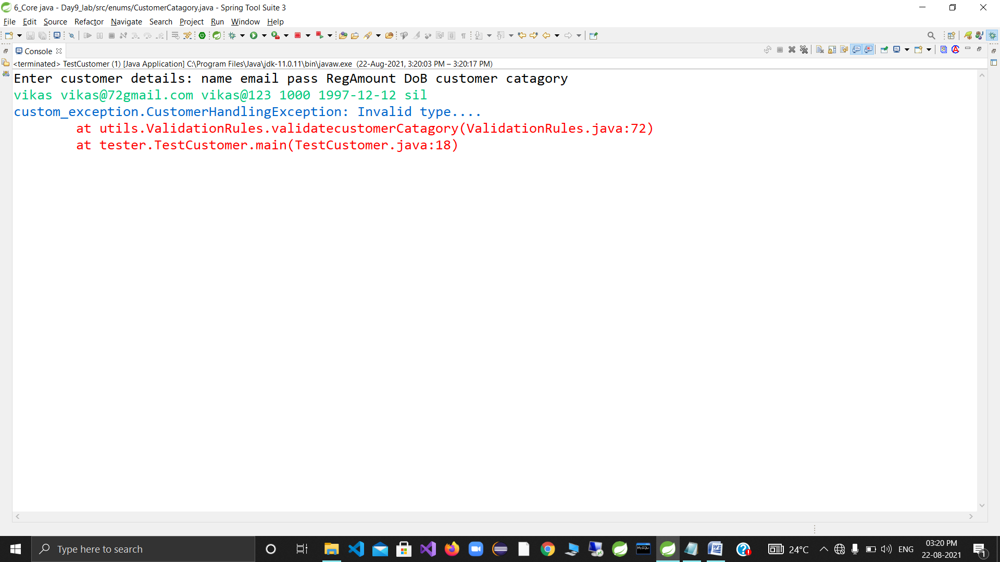 6_Core java - Day9_lab/src/enums/CustomerCatagory.java - Spring Tool Suite 3
File Edit Source Refactor Navigate Search Project Run Window Help
Console
<terminated> TestCustomer (1) [Java Application] C:\Program Files\Java\jdk-11.0.11\bin\javaw.exe (22-Aug-2021, 3:20:03 PM – 3:20:17 PM)
Enter customer details: name email pass RegAmount DoB customer catagory
vikas vikas@72gmail.com vikas@123 1000 1997-12-12 sil
custom_exception.CustomerHandlingException: Invalid type....
at utils.ValidationRules.validatecustomerCatagory(ValidationRules.java:72)
at tester.TestCustomer.main(TestCustomer.java:18)
Type here to search
24°C
ENG
03:20 PM
22-08-2021
1